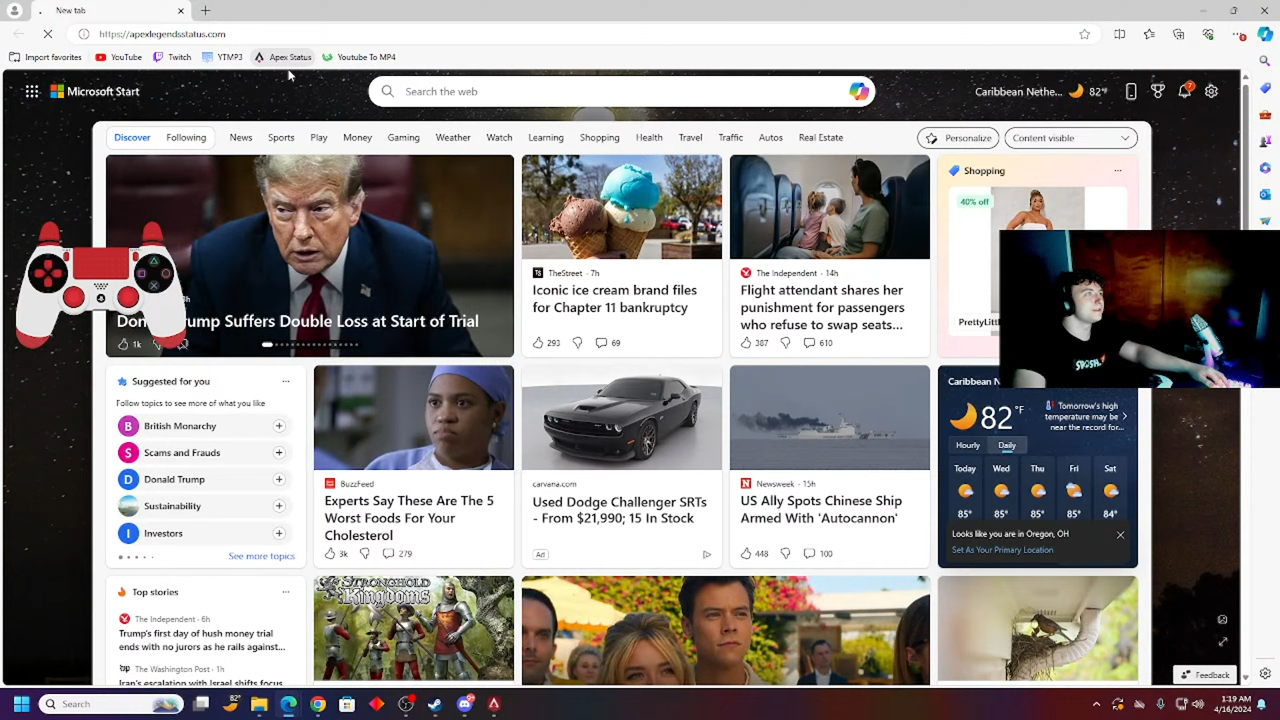 New tab
https://apexlegendsstatus.com
Import favorites
YouTube
Twitch
YTMP3
Apex Status
Youtube To MP4
Microsoft Start
Search the web
Caribbean Nethe...
82°F
Discover
Following
News
Sports
Play
Money
Gaming
Weather
Watch
Learning
Shopping
Health
Travel
Traffic
Autos
Real Estate
Personalize
Content visible
Trump Suffers Double Loss at Start of Trial
1k
TheStreet · 7h
Iconic ice cream brand files
for Chapter 11 bankruptcy
293
69
The Independent · 14h
Flight attendant shares her
punishment for passengers
who refuse to swap seats...
387
610
Shopping
40% off
PrettyLittl
Suggested for you
Follow topics to see more of what you like
B British Monarchy
S Scams and Frauds
D Donald Trump
Sustainability
I Investors
See more topics
BuzzFeed
Experts Say These Are The 5
Worst Foods For Your
Cholesterol
3k
279
carvana.com
Used Dodge Challenger SRTs
- From $21,990; 15 In Stock
Ad
Newsweek · 15h
US Ally Spots Chinese Ship
Armed With 'Autocannon'
448
100
Caribbean N
82°F
Tomorrow's high
temperature may be
near the record for...
Hourly
Daily
Today
Wed
Thu
Fri
Sat
85°
85°
85°
85°
84°
Looks like you are in Oregon, OH
Set As Your Primary Location
Top stories
The Independent · 6h
Trump's first day of hush money trial
ends with no jurors as he rails against...
The Washington Post · 1h
Iran's escalation with Israel shifts focus
STRONGHOLD
Kingdoms
Feedback
Search
82°
1:19 AM
4/16/2024